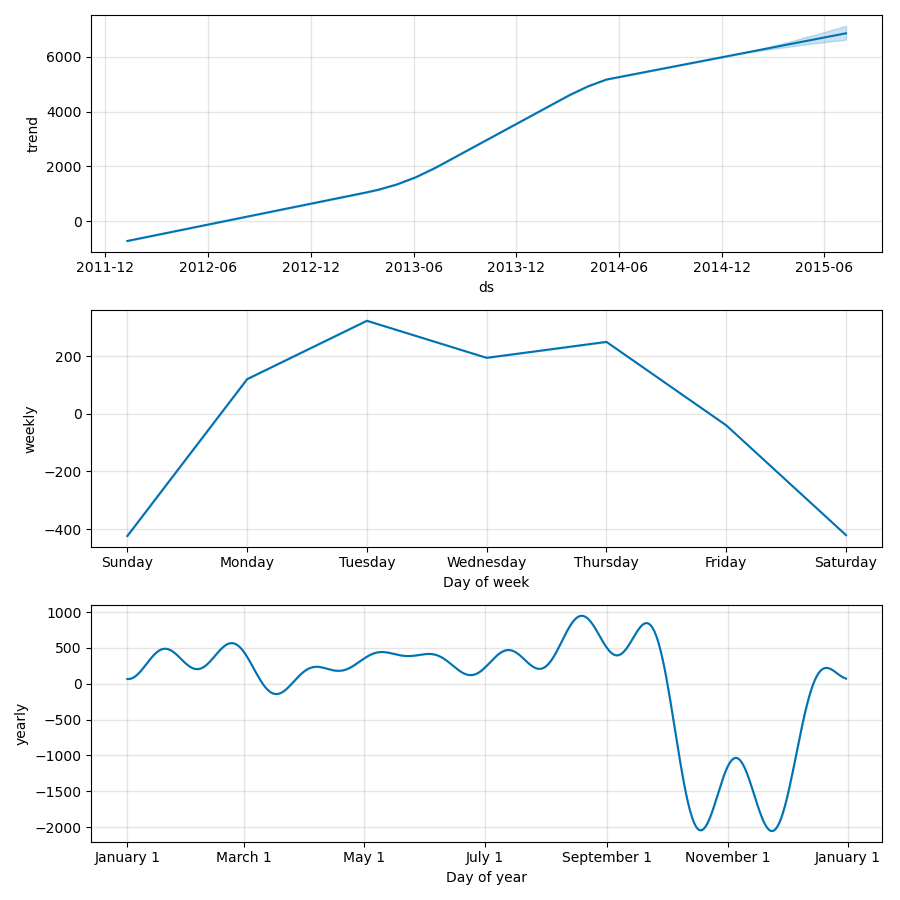 6000
4000
2000
0
trend
2011-12 2012-06 2012-12 2013-06 2013-12 2014-06 2014-12 2015-06
ds
200
0
−200
−400
weekly
Sunday Monday Tuesday Wednesday Thursday Friday Saturday
Day of week
1000
500
0
−500
−1000
−1500
−2000
yearly
January 1 March 1 May 1 July 1 September 1 November 1 January 1
Day of year